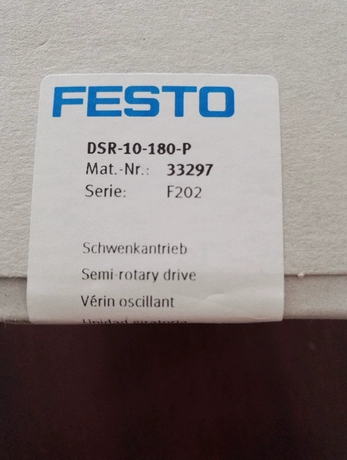 FESTO
DSR-10-180-P
Mat.-Nr.: 33297
Serie: F202
Schwenkantrieb
Semi-rotary drive
Vérin oscillant